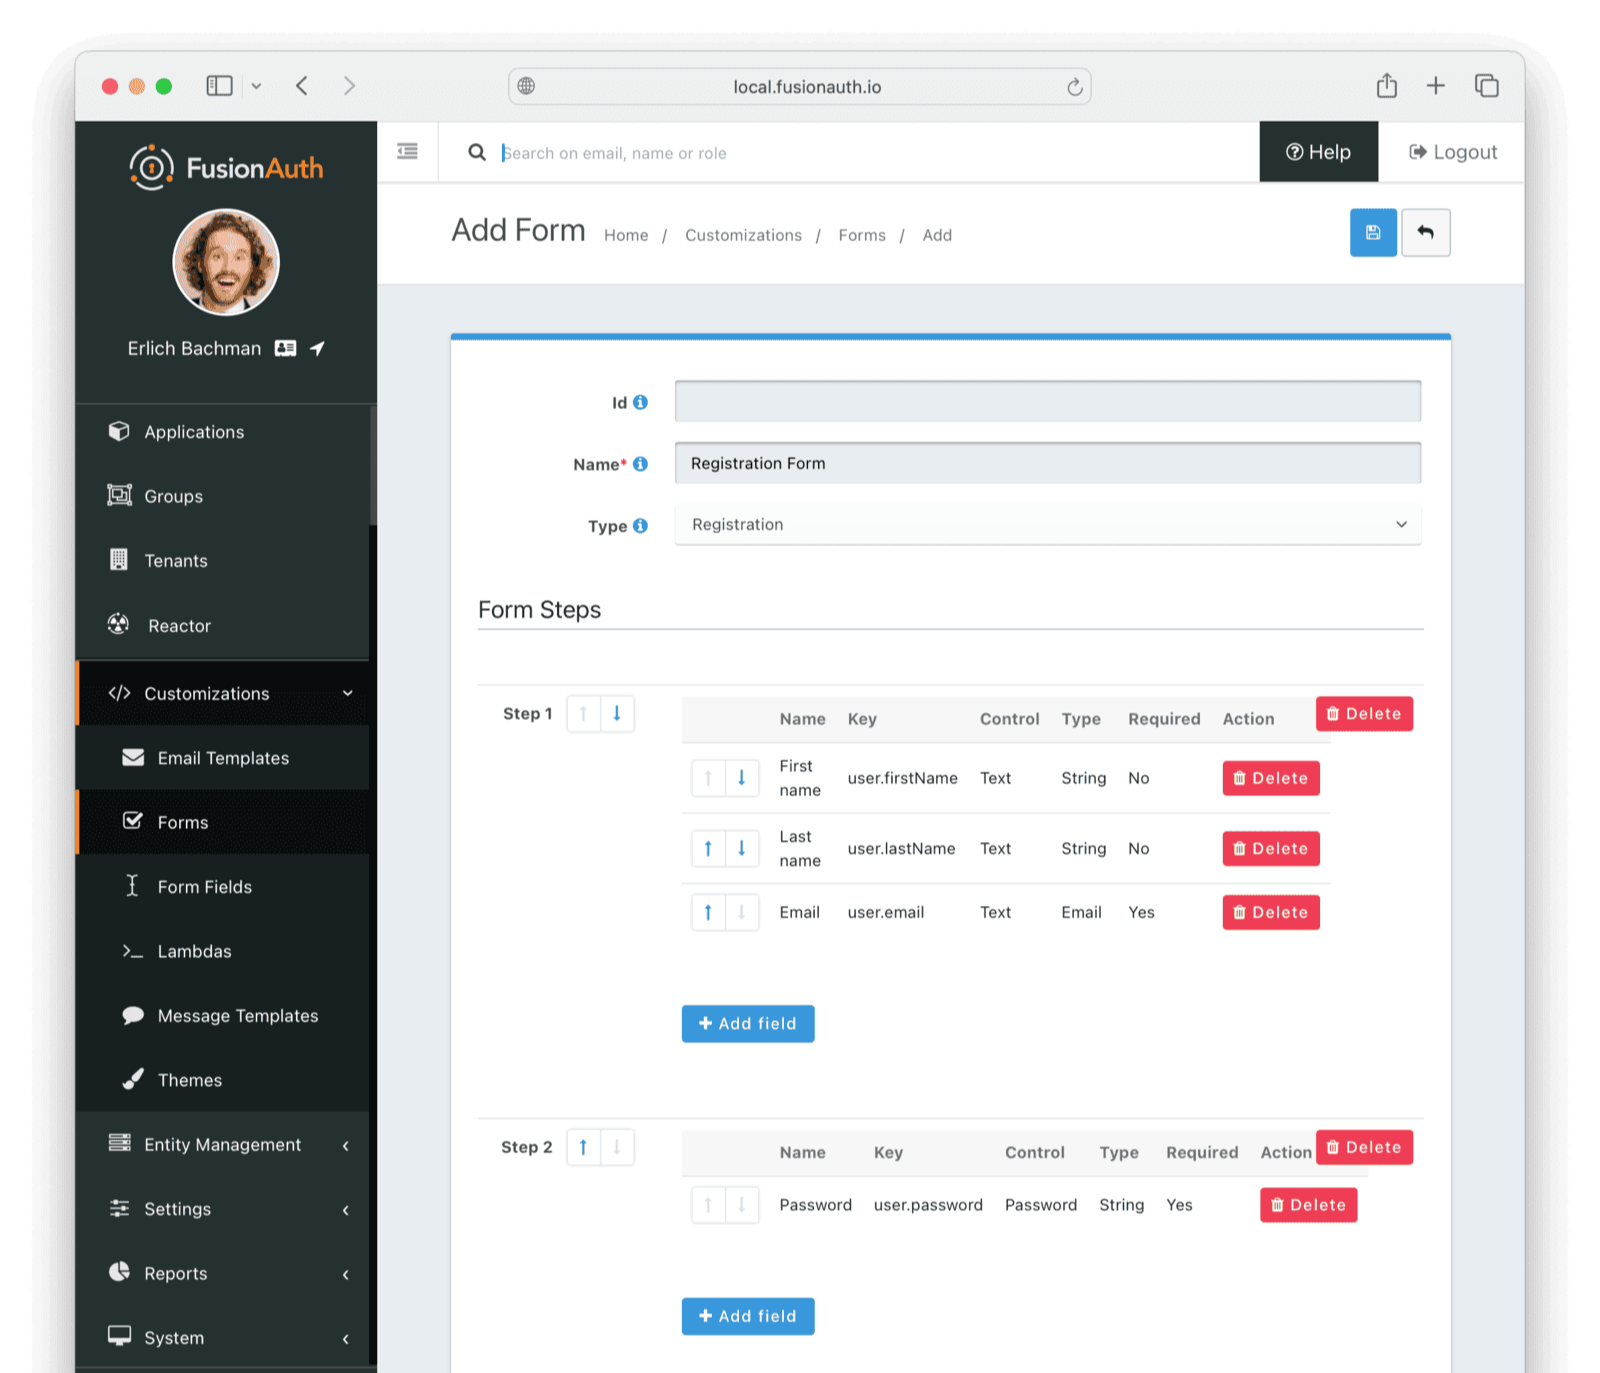 local.fusionauth.io
FusionAuth
Search on email, name or role
Help
Logout
Erlich Bachman
Applications
Groups
Tenants
Reactor
Customizations
Email Templates
Forms
Form Fields
Lambdas
Message Templates
Themes
Entity Management
Settings
Reports
System
Add Form Home / Customizations / Forms / Add
Id
Name* Registration Form
Type Registration
Form Steps
Step 1 Name Key Control Type Required Action Delete
First name user.firstName Text String No Delete
Last name user.lastName Text String No Delete
Email user.email Text Email Yes Delete
+ Add field
Step 2 Name Key Control Type Required Action Delete
Password user.password Password String Yes Delete
+ Add field